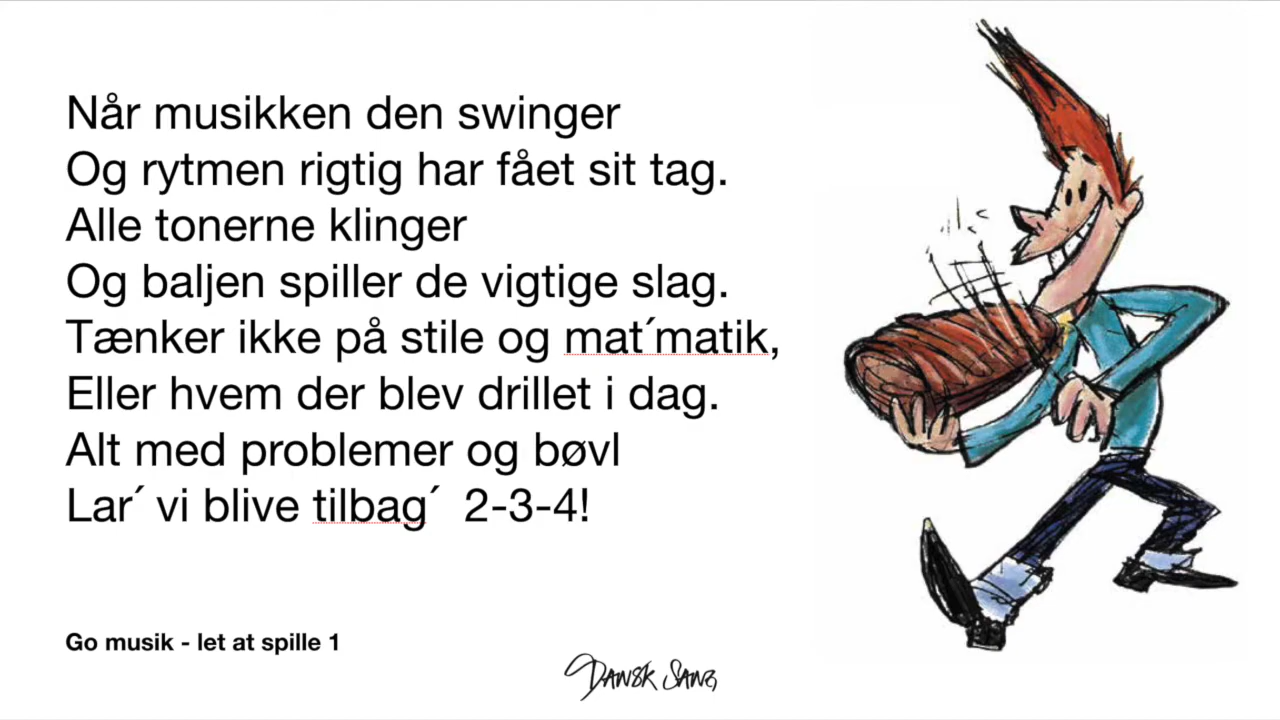 Når musikken den swinger
Og rytmen rigtig har fået sit tag.
Alle tonerne klinger
Og baljen spiller de vigtige slag.
Tænker ikke på stile og mat´matik,
Eller hvem der blev drillet i dag.
Alt med problemer og bøvl
Lar´ vi blive tilbag´  2-3-4!
Go musik - let at spille 1
DANSK SANG